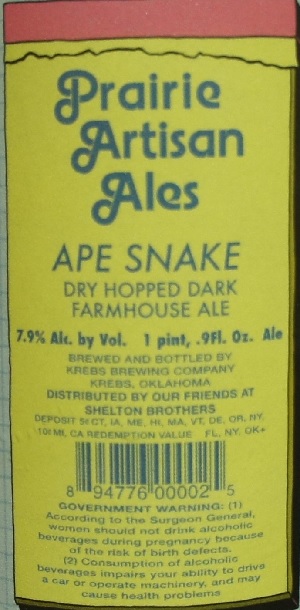 Prairie
Artisan
Ales
APE SNAKE
DRY HOPPED DARK
FARMHOUSE ALE
7.9% Alc. by Vol. 1 pint, .9Fl. Oz. Ale
BREWED AND BOTTLED BY
KREBS BREWING COMPANY
KREBS, OKLAHOMA
DISTRIBUTED BY OUR FRIENDS AT
SHELTON BROTHERS
DEPOSIT 5¢ CT, IA, ME, HI, MA, VT, DE, OR, NY,
10¢ MI, CA REDEMPTION VALUE FL, NY, OK+
8 94776 00002 5
GOVERNMENT WARNING: (1)
According to the Surgeon General,
women should not drink alcoholic
beverages during pregnancy because
of the risk of birth defects.
(2) Consumption of alcoholic
beverages impairs your ability to drive
a car or operate machinery, and may
cause health problems